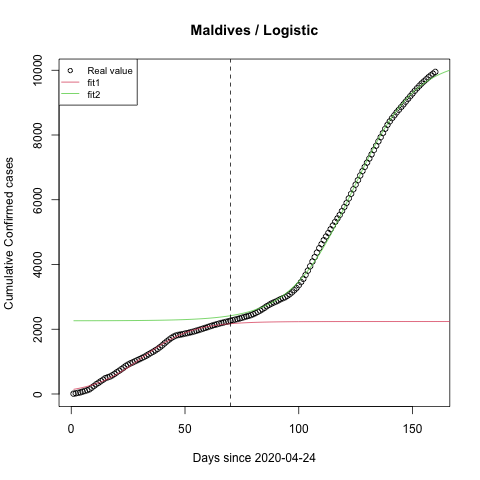 Maldives / Logistic
Real value
fit1
fit2
Cumulative Confirmed cases
10000
8000
6000
4000
2000
0
0 50 100 150
Days since 2020-04-24